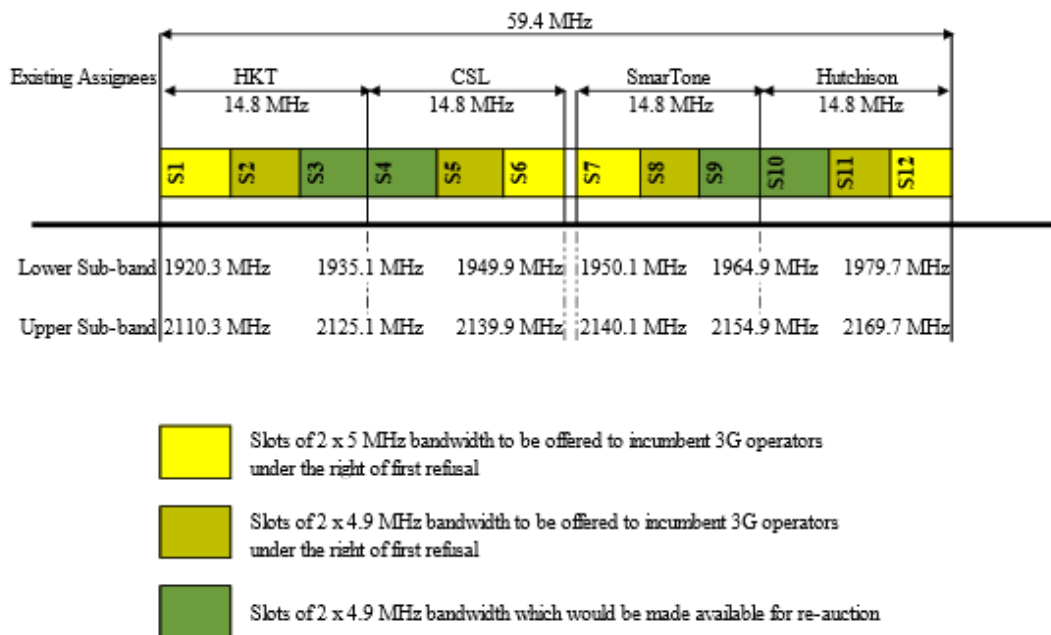 59.4 MHz
Existing Assignees HKT CSL SmarTone Hutchison
14.8 MHz 14.8 MHz 14.8 MHz 14.8 MHz
S1 S2 S3 S4 S5 S6 S7 S8 S9 S10 S11 S12
Lower Sub-band 1920.3 MHz 1935.1 MHz 1949.9 MHz 1950.1 MHz 1964.9 MHz 1979.7 MHz
Upper Sub-band 2110.3 MHz 2125.1 MHz 2139.9 MHz 2140.1 MHz 2154.9 MHz 2169.7 MHz
Slots of 2 x 5 MHz bandwidth to be offered to incumbent 3G operators
under the right of first refusal
Slots of 2 x 4.9 MHz bandwidth to be offered to incumbent 3G operators
under the right of first refusal
Slots of 2 x 4.9 MHz bandwidth which would be made available for re-auction